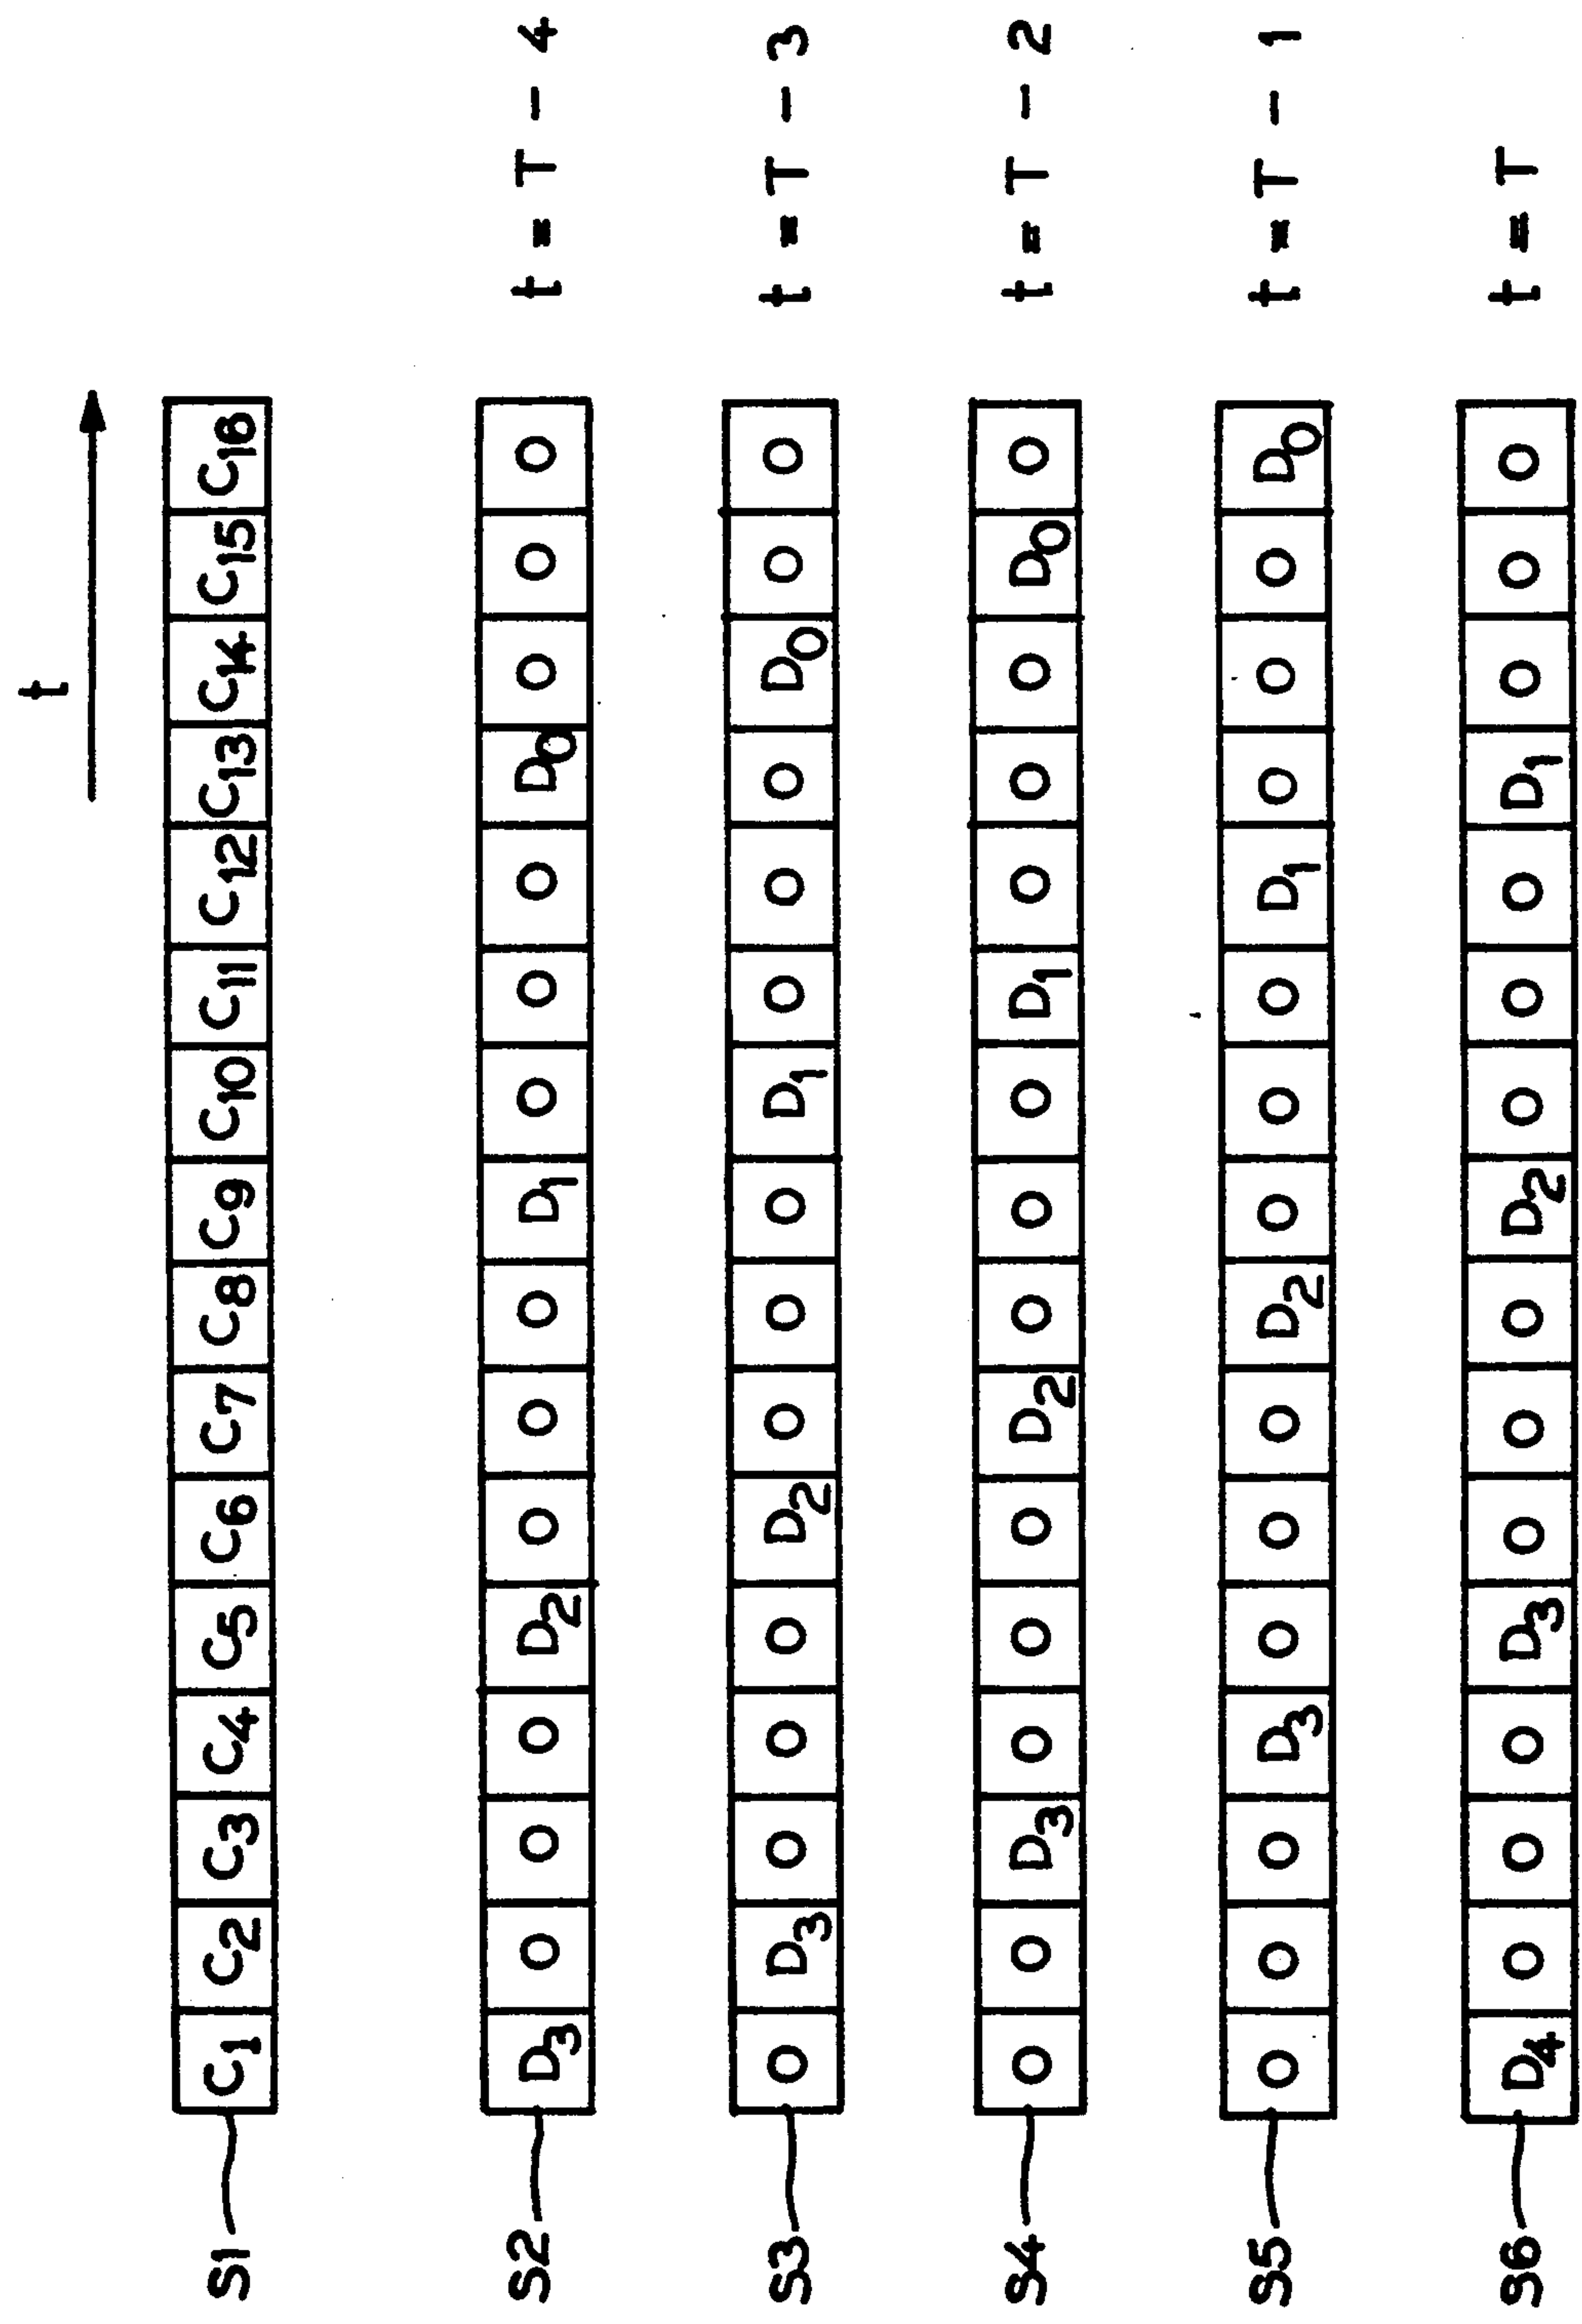 t
S1 C1 C2 C3 C4 C5 C6 C7 C8 C9 C10 C11 C12 C13 C14 C15 C16
S2 D3 0 0 0 D2 0 0 0 D1 0 0 0 D0 0 0 0 t = T - 4
S3 0 D3 0 0 0 D2 0 0 0 D1 0 0 0 D0 0 0 t = T - 3
S4 0 0 D3 0 0 0 D2 0 0 0 D1 0 0 0 D0 0 t = T - 2
S5 0 0 0 D3 0 0 0 D2 0 0 0 D1 0 0 0 D0 t = T - 1
S6 D4 0 0 0 D3 0 0 0 D2 0 0 0 D1 0 0 0 t = T